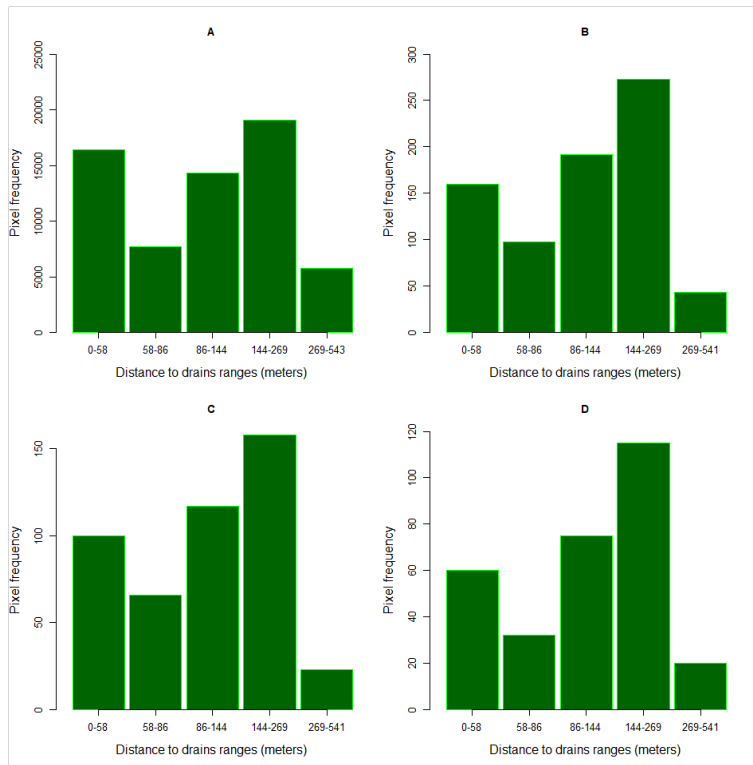 A
Pixel frequency
25000
20000
15000
10000
5000
0
0-58 58-86 86-144 144-269 269-543
Distance to drains ranges (meters)
B
Pixel frequency
300
250
200
150
100
50
0
0-58 58-86 86-144 144-269 269-541
Distance to drains ranges (meters)
C
Pixel frequency
150
100
50
0
0-58 58-86 86-144 144-269 269-541
Distance to drains ranges (meters)
D
Pixel frequency
120
100
80
60
40
20
0
0-58 58-86 86-144 144-269 269-541
Distance to drains ranges (meters)